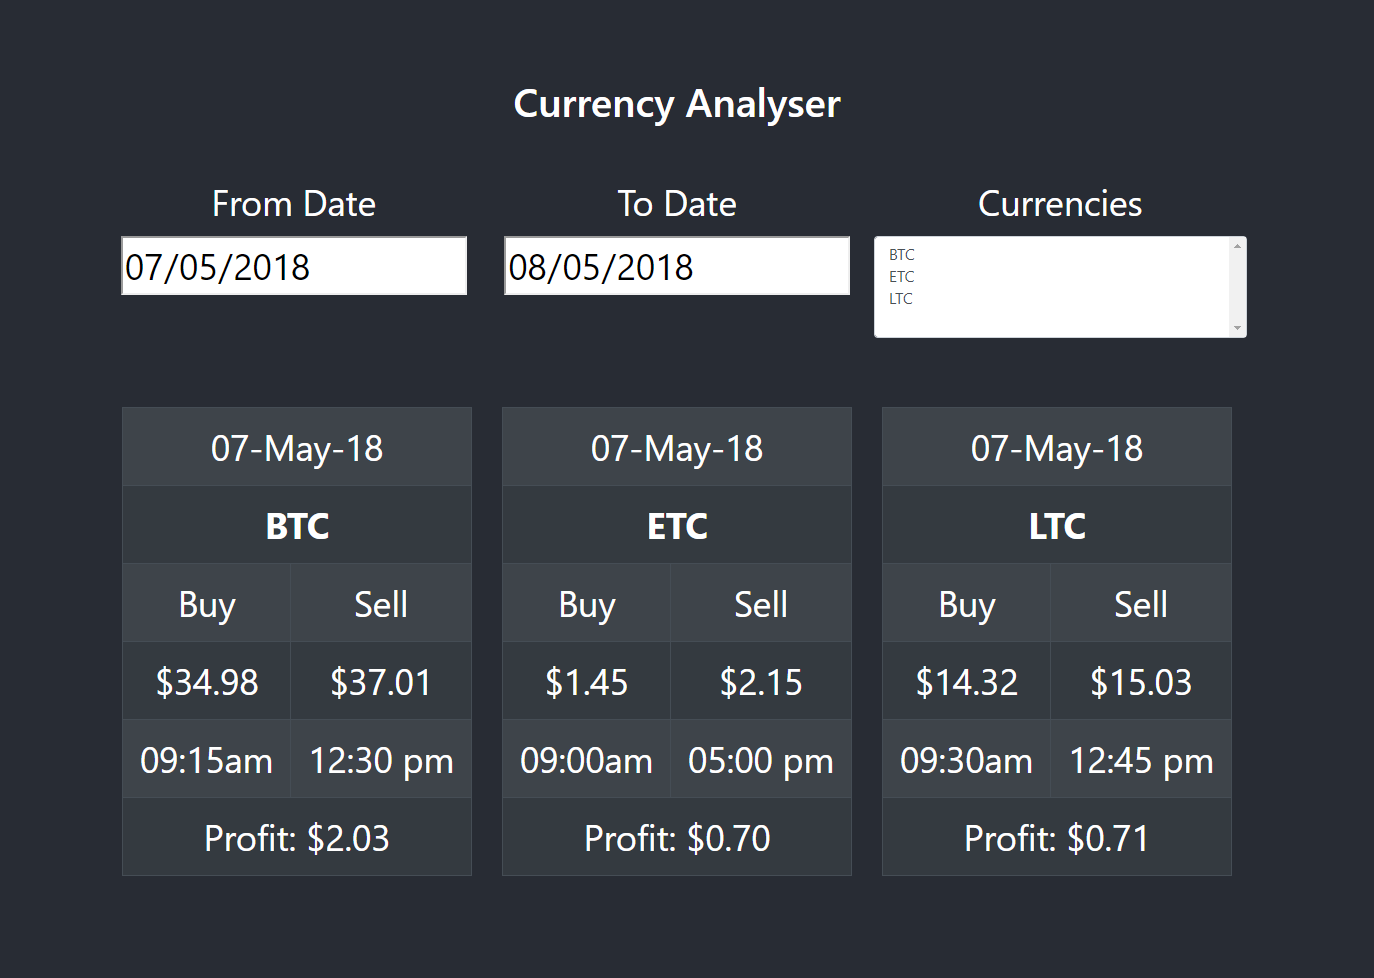 Currency Analyser
From Date To Date Currencies
07/05/2018 08/05/2018
BTC
ETC
LTC
07-May-18 07-May-18 07-May-18
BTC ETC LTC
Buy Sell Buy Sell Buy Sell
$34.98 $37.01 $1.45 $2.15 $14.32 $15.03
09:15am 12:30 pm 09:00am 05:00 pm 09:30am 12:45 pm
Profit: $2.03 Profit: $0.70 Profit: $0.71